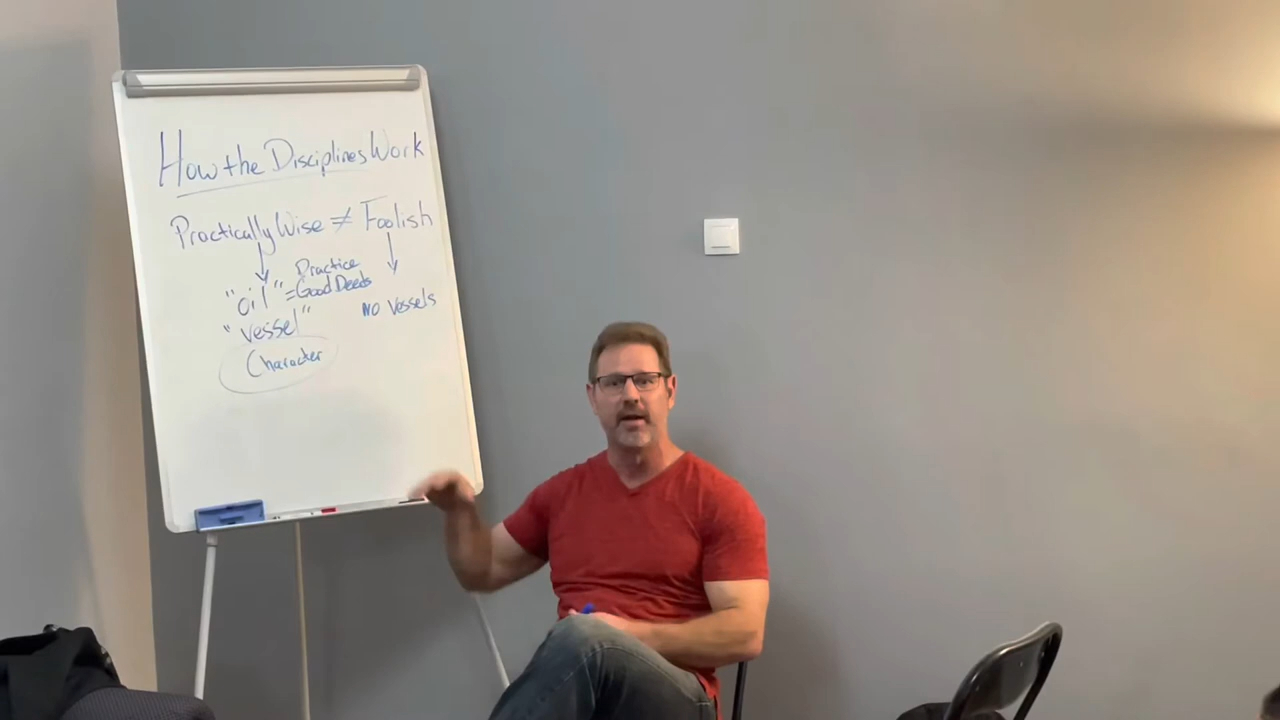 How the Disciplines Work
Practically Wise ≠ Foolish
Practice
"oil" = Good Deeds
NO Vessels
"vessel"
Character